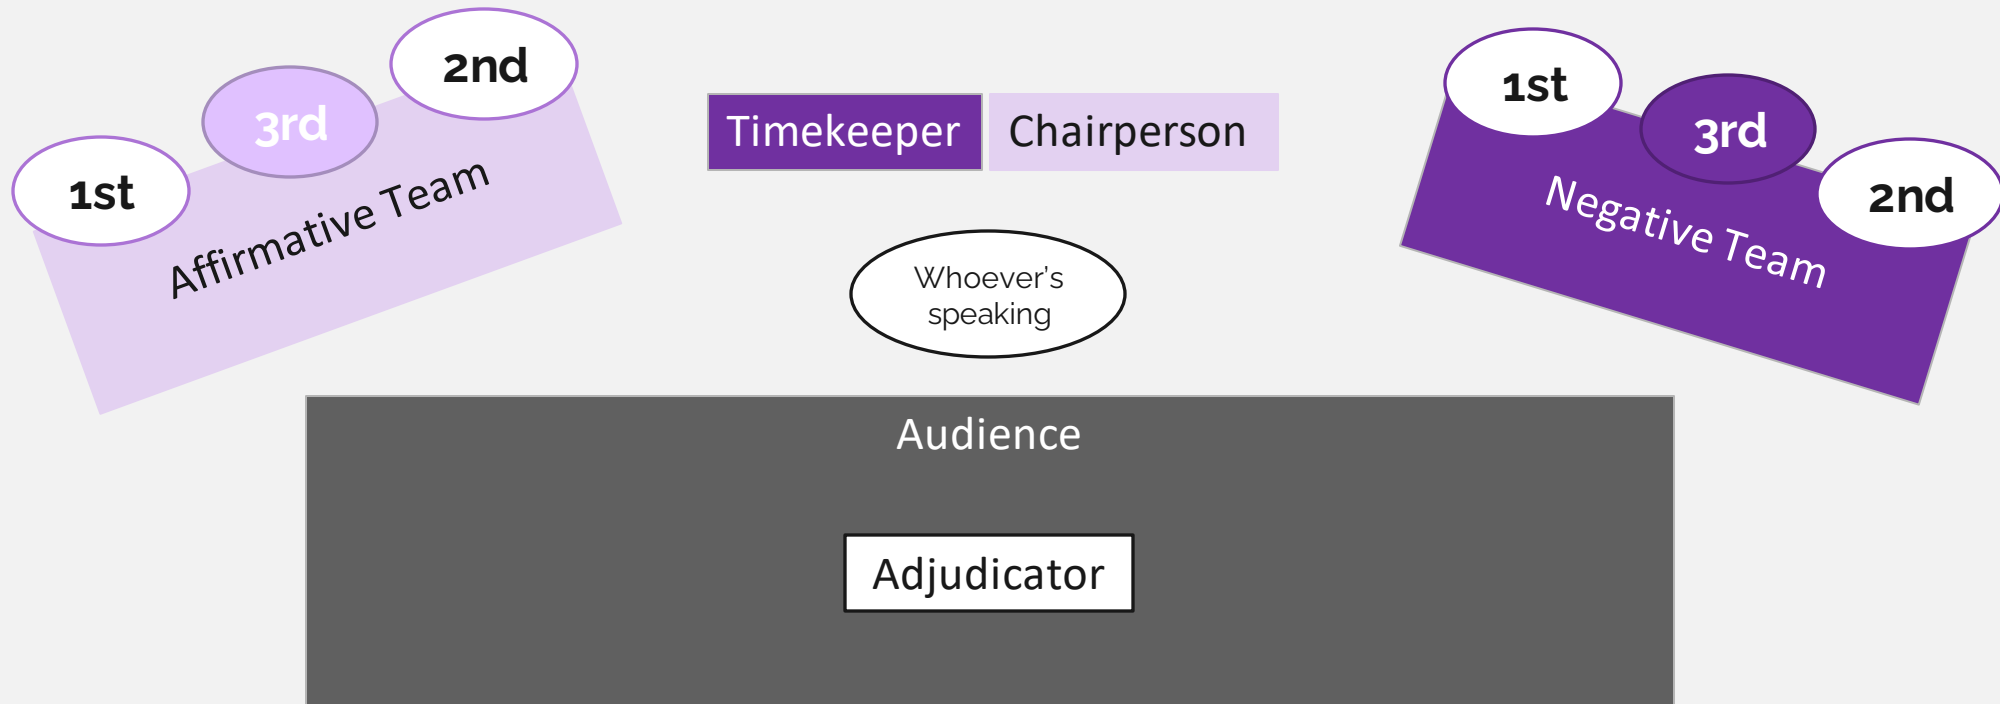 1st
3rd
2nd
Affirmative Team
Timekeeper
Chairperson
Whoever's
speaking
1st
3rd
2nd
Negative Team
Audience
Adjudicator